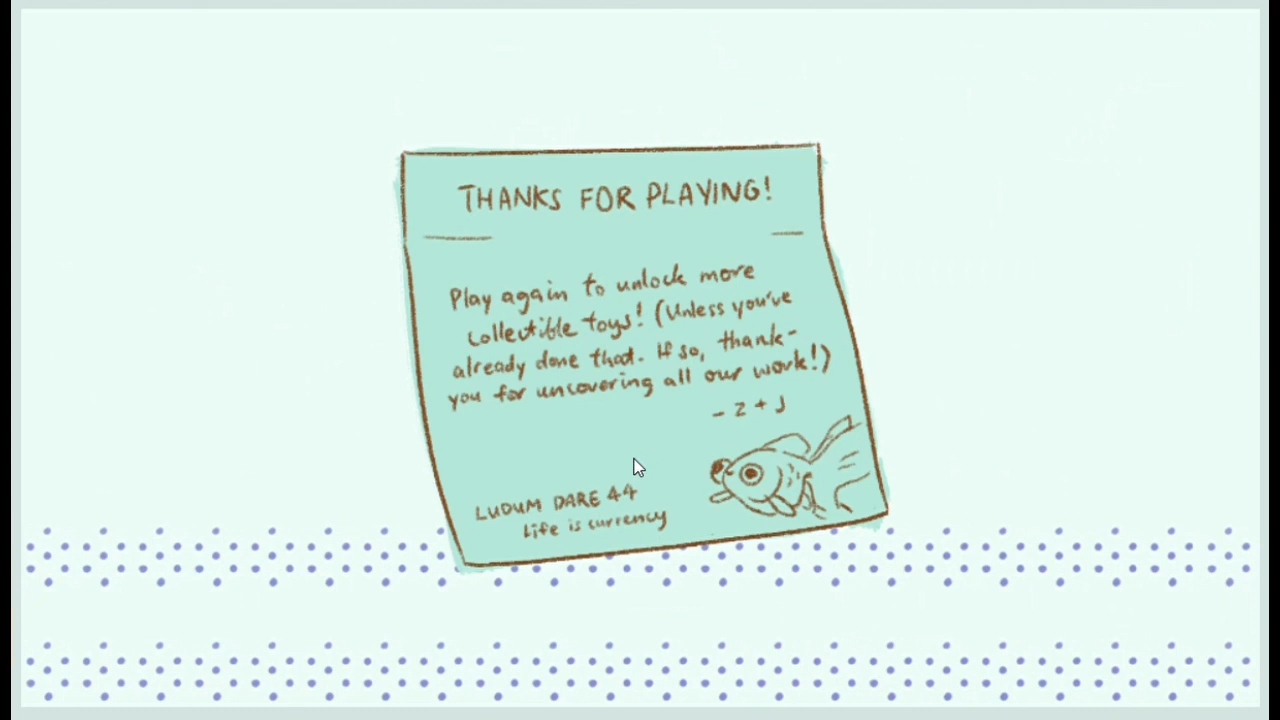 THANKS FOR PLAYING!
Play again to unlock more
collectible toys! (Unless you've
already done that. If so, thank-
you for uncovering all our work!)
- Z + J
LUDUM DARE 44
Life is currency